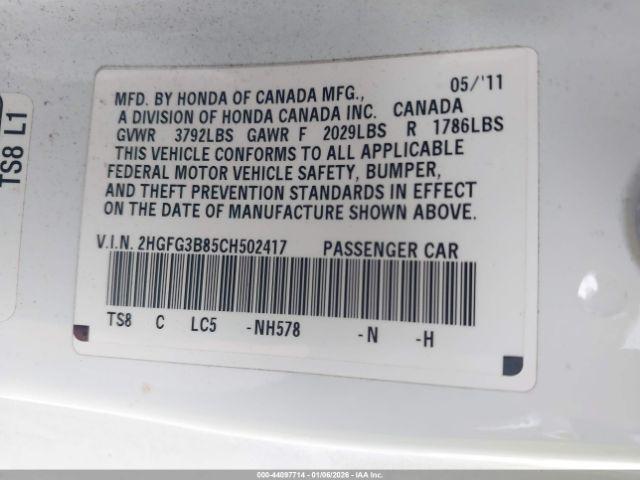 05/'11
MFD. BY HONDA OF CANADA MFG.,
A DIVISION OF HONDA CANADA INC. CANADA
GVWR 3792LBS GAWR F 2029LBS R 1786LBS
THIS VEHICLE CONFORMS TO ALL APPLICABLE
FEDERAL MOTOR VEHICLE SAFETY, BUMPER,
AND THEFT PREVENTION STANDARDS IN EFFECT
ON THE DATE OF MANUFACTURE SHOWN ABOVE.
V.I.N. 2HGFG3B85CH502417 PASSENGER CAR
TS8 C LC5 -NH578 -N -H
TS8 L1
000-44097714 - 01/06/2026 - IAA Inc.